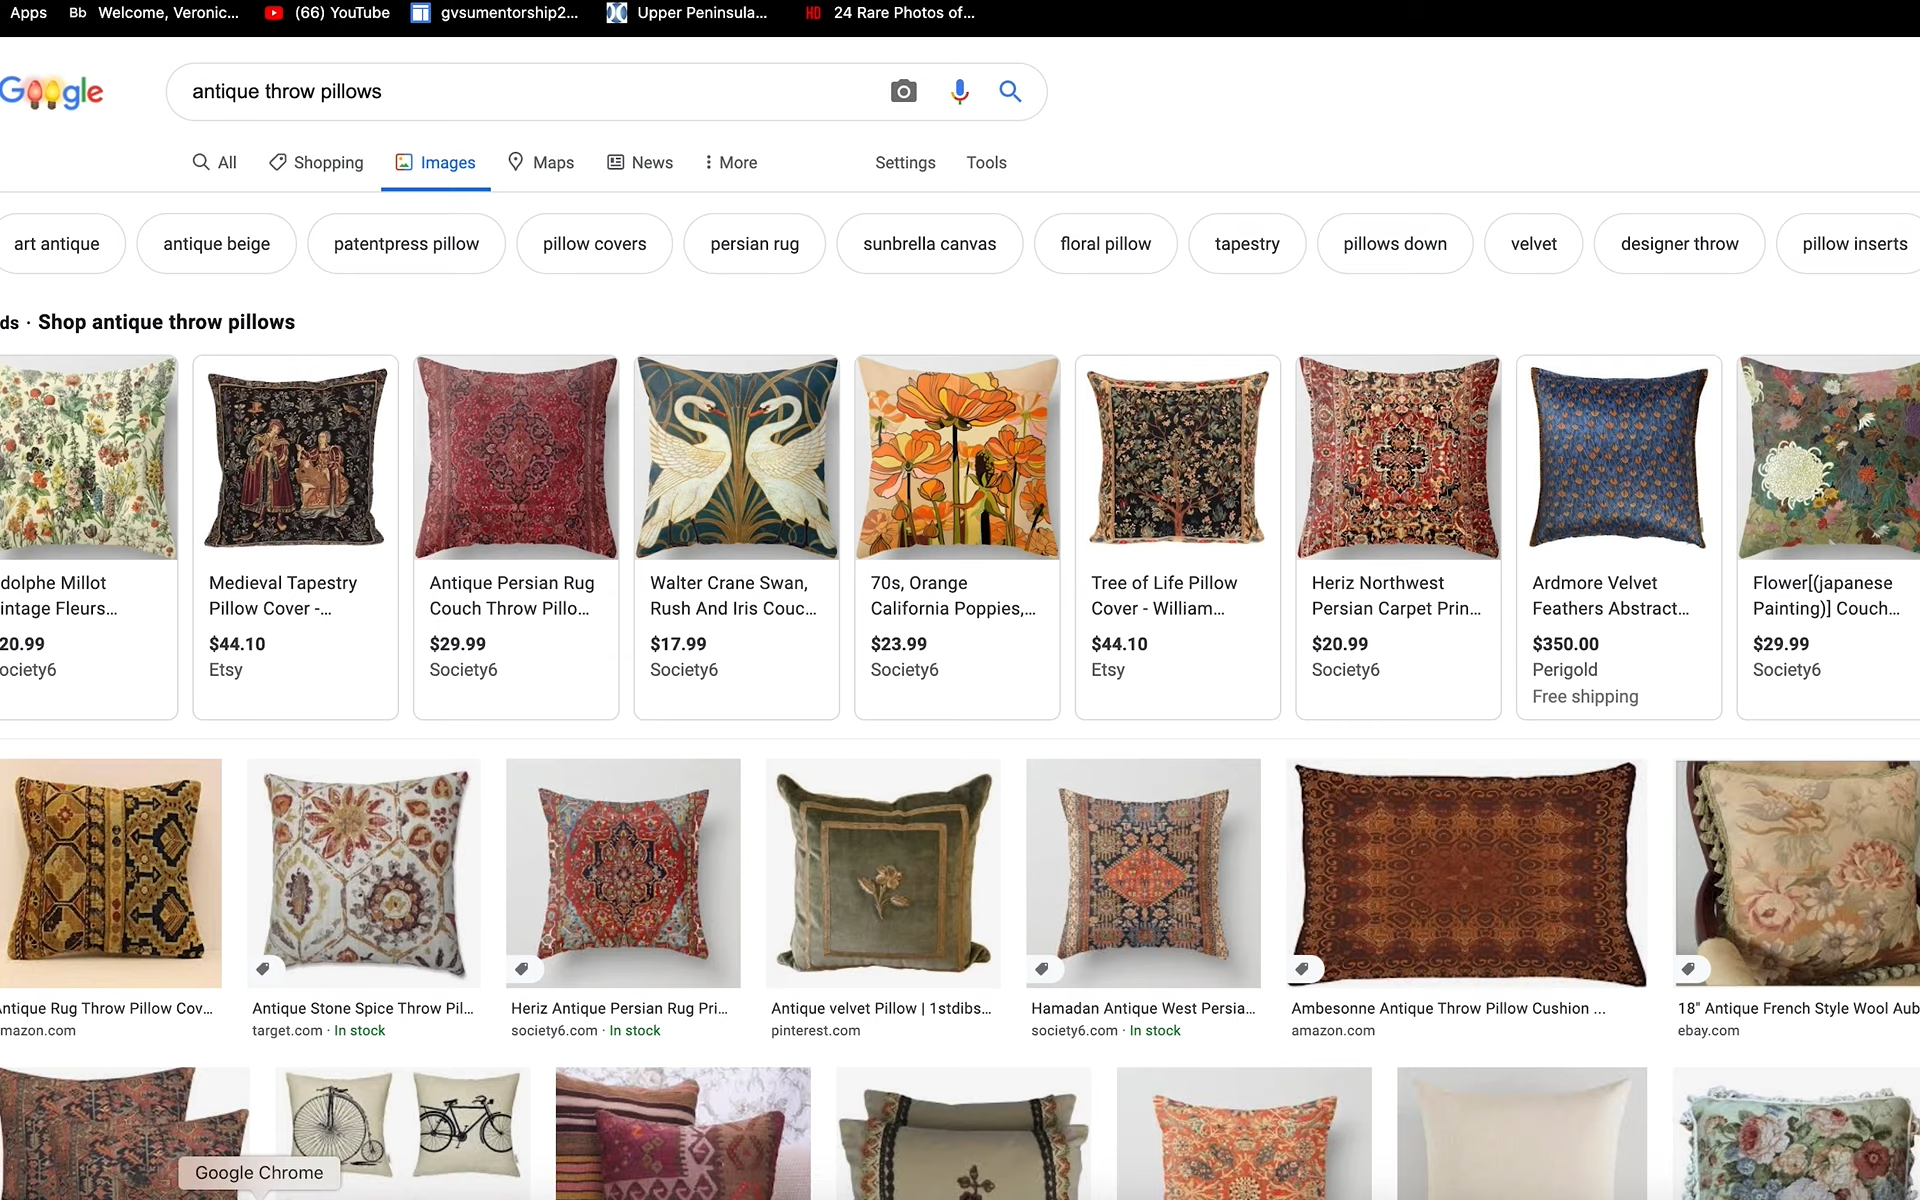 Apps Bb Welcome, Veronic... (66) YouTube gvsumentorship2... Upper Peninsula... HD 24 Rare Photos of...
Google antique throw pillows
All Shopping Images Maps News More Settings Tools
art antique antique beige patentpress pillow pillow covers persian rug sunbrella canvas floral pillow tapestry pillows down velvet designer throw pillow inserts
ds · Shop antique throw pillows
dolphe Millot
intage Fleurs...
20.99
ociety6
Medieval Tapestry
Pillow Cover -...
$44.10
Etsy
Antique Persian Rug
Couch Throw Pillo...
$29.99
Society6
Walter Crane Swan,
Rush And Iris Couc...
$17.99
Society6
70s, Orange
California Poppies,...
$23.99
Society6
Tree of Life Pillow
Cover - William...
$44.10
Etsy
Heriz Northwest
Persian Carpet Prin...
$20.99
Society6
Ardmore Velvet
Feathers Abstract...
$350.00
Perigold
Free shipping
Flower[(japanese
Painting)] Couch...
$29.99
Society6
Antique Rug Throw Pillow Cov...
mazon.com
Antique Stone Spice Throw Pil...
target.com · In stock
Heriz Antique Persian Rug Pri...
society6.com · In stock
Antique velvet Pillow | 1stdibs...
pinterest.com
Hamadan Antique West Persia...
society6.com · In stock
Ambesonne Antique Throw Pillow Cushion ...
amazon.com
18" Antique French Style Wool Aub
ebay.com
Google Chrome